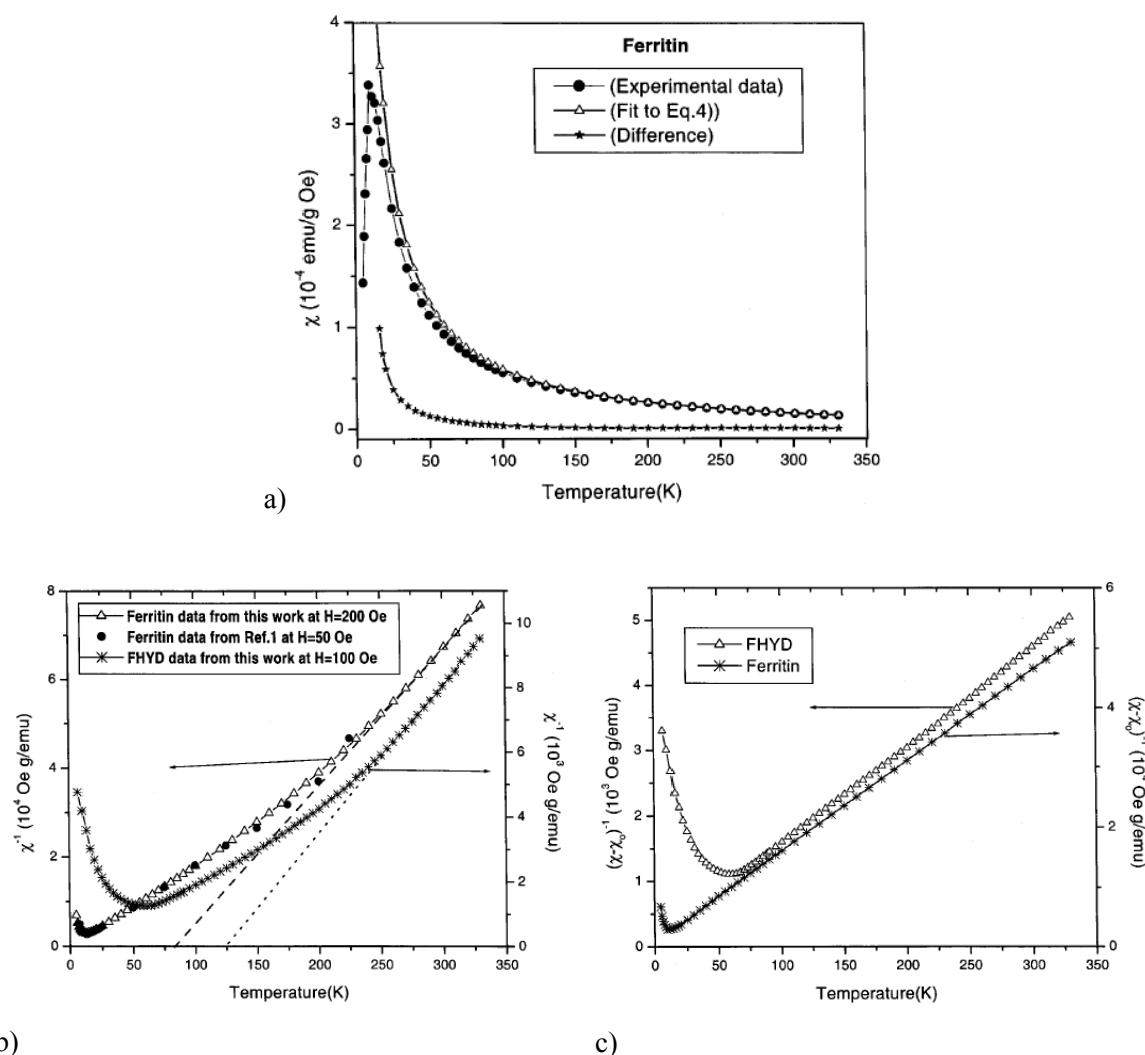 4
3
2
1
0
χ (10⁻⁴ emu/g Oe)
Ferritin
(Experimental data)
(Fit to Eq.4))
(Difference)
0 50 100 150 200 250 300 350
Temperature(K)
a)
8
6
4
2
0
χ⁻¹ (10⁴ Oe g/emu)
Ferritin data from this work at H=200 Oe
Ferritin data from Ref.1 at H=50 Oe
FHYD data from this work at H=100 Oe
10
8
6
4
2
0
χ⁻¹ (10³ Oe g/emu)
0 50 100 150 200 250 300 350
Temperature(K)
b)
5
4
3
2
1
0
(χ-χₒ)⁻¹ (10³ Oe g/emu)
FHYD
Ferritin
6
4
2
0
(χ-χₒ)⁻¹ Oe g/emu)
0 50 100 150 200 250 300 350
Temperature(K)
c)